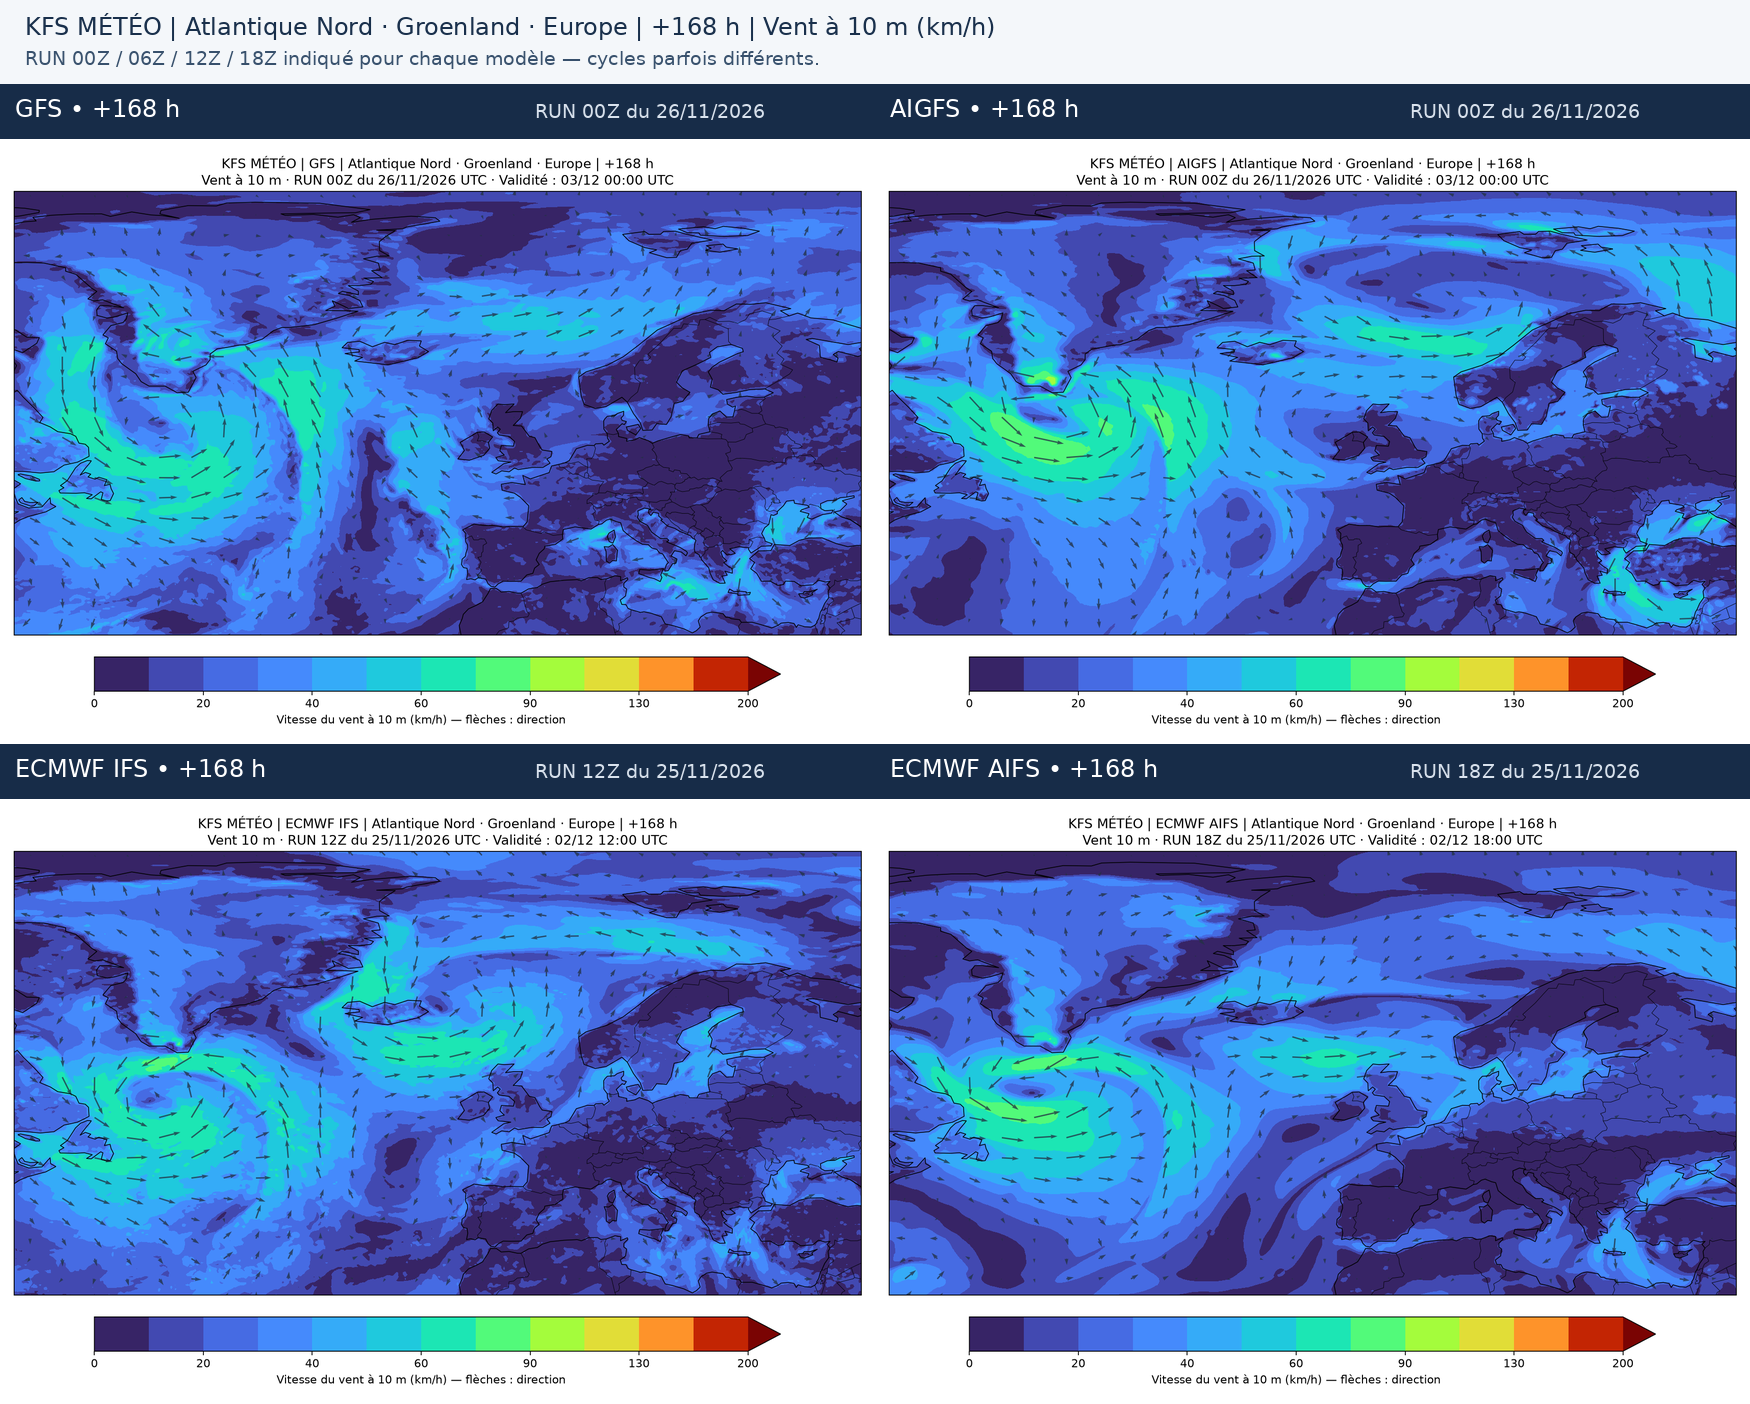 KFS MÉTÉO | Atlantique Nord · Groenland · Europe | +168 h | Vent à 10 m (km/h)
RUN 00Z / 06Z / 12Z / 18Z indiqué pour chaque modèle — cycles parfois différents.
GFS • +168 h RUN 00Z du 26/11/2026
KFS MÉTÉO | GFS | Atlantique Nord · Groenland · Europe | +168 h
Vent à 10 m · RUN 00Z du 26/11/2026 UTC · Validité : 03/12 00:00 UTC
0 20 40 60 90 130 200
Vitesse du vent à 10 m (km/h) — flèches : direction
AIGFS • +168 h RUN 00Z du 26/11/2026
KFS MÉTÉO | AIGFS | Atlantique Nord · Groenland · Europe | +168 h
Vent à 10 m · RUN 00Z du 26/11/2026 UTC · Validité : 03/12 00:00 UTC
0 20 40 60 90 130 200
Vitesse du vent à 10 m (km/h) — flèches : direction
ECMWF IFS • +168 h RUN 12Z du 25/11/2026
KFS MÉTÉO | ECMWF IFS | Atlantique Nord · Groenland · Europe | +168 h
Vent 10 m · RUN 12Z du 25/11/2026 UTC · Validité : 02/12 12:00 UTC
0 20 40 60 90 130 200
Vitesse du vent à 10 m (km/h) — flèches : direction
ECMWF AIFS • +168 h RUN 18Z du 25/11/2026
KFS MÉTÉO | ECMWF AIFS | Atlantique Nord · Groenland · Europe | +168 h
Vent 10 m · RUN 18Z du 25/11/2026 UTC · Validité : 02/12 18:00 UTC
0 20 40 60 90 130 200
Vitesse du vent à 10 m (km/h) — flèches : direction